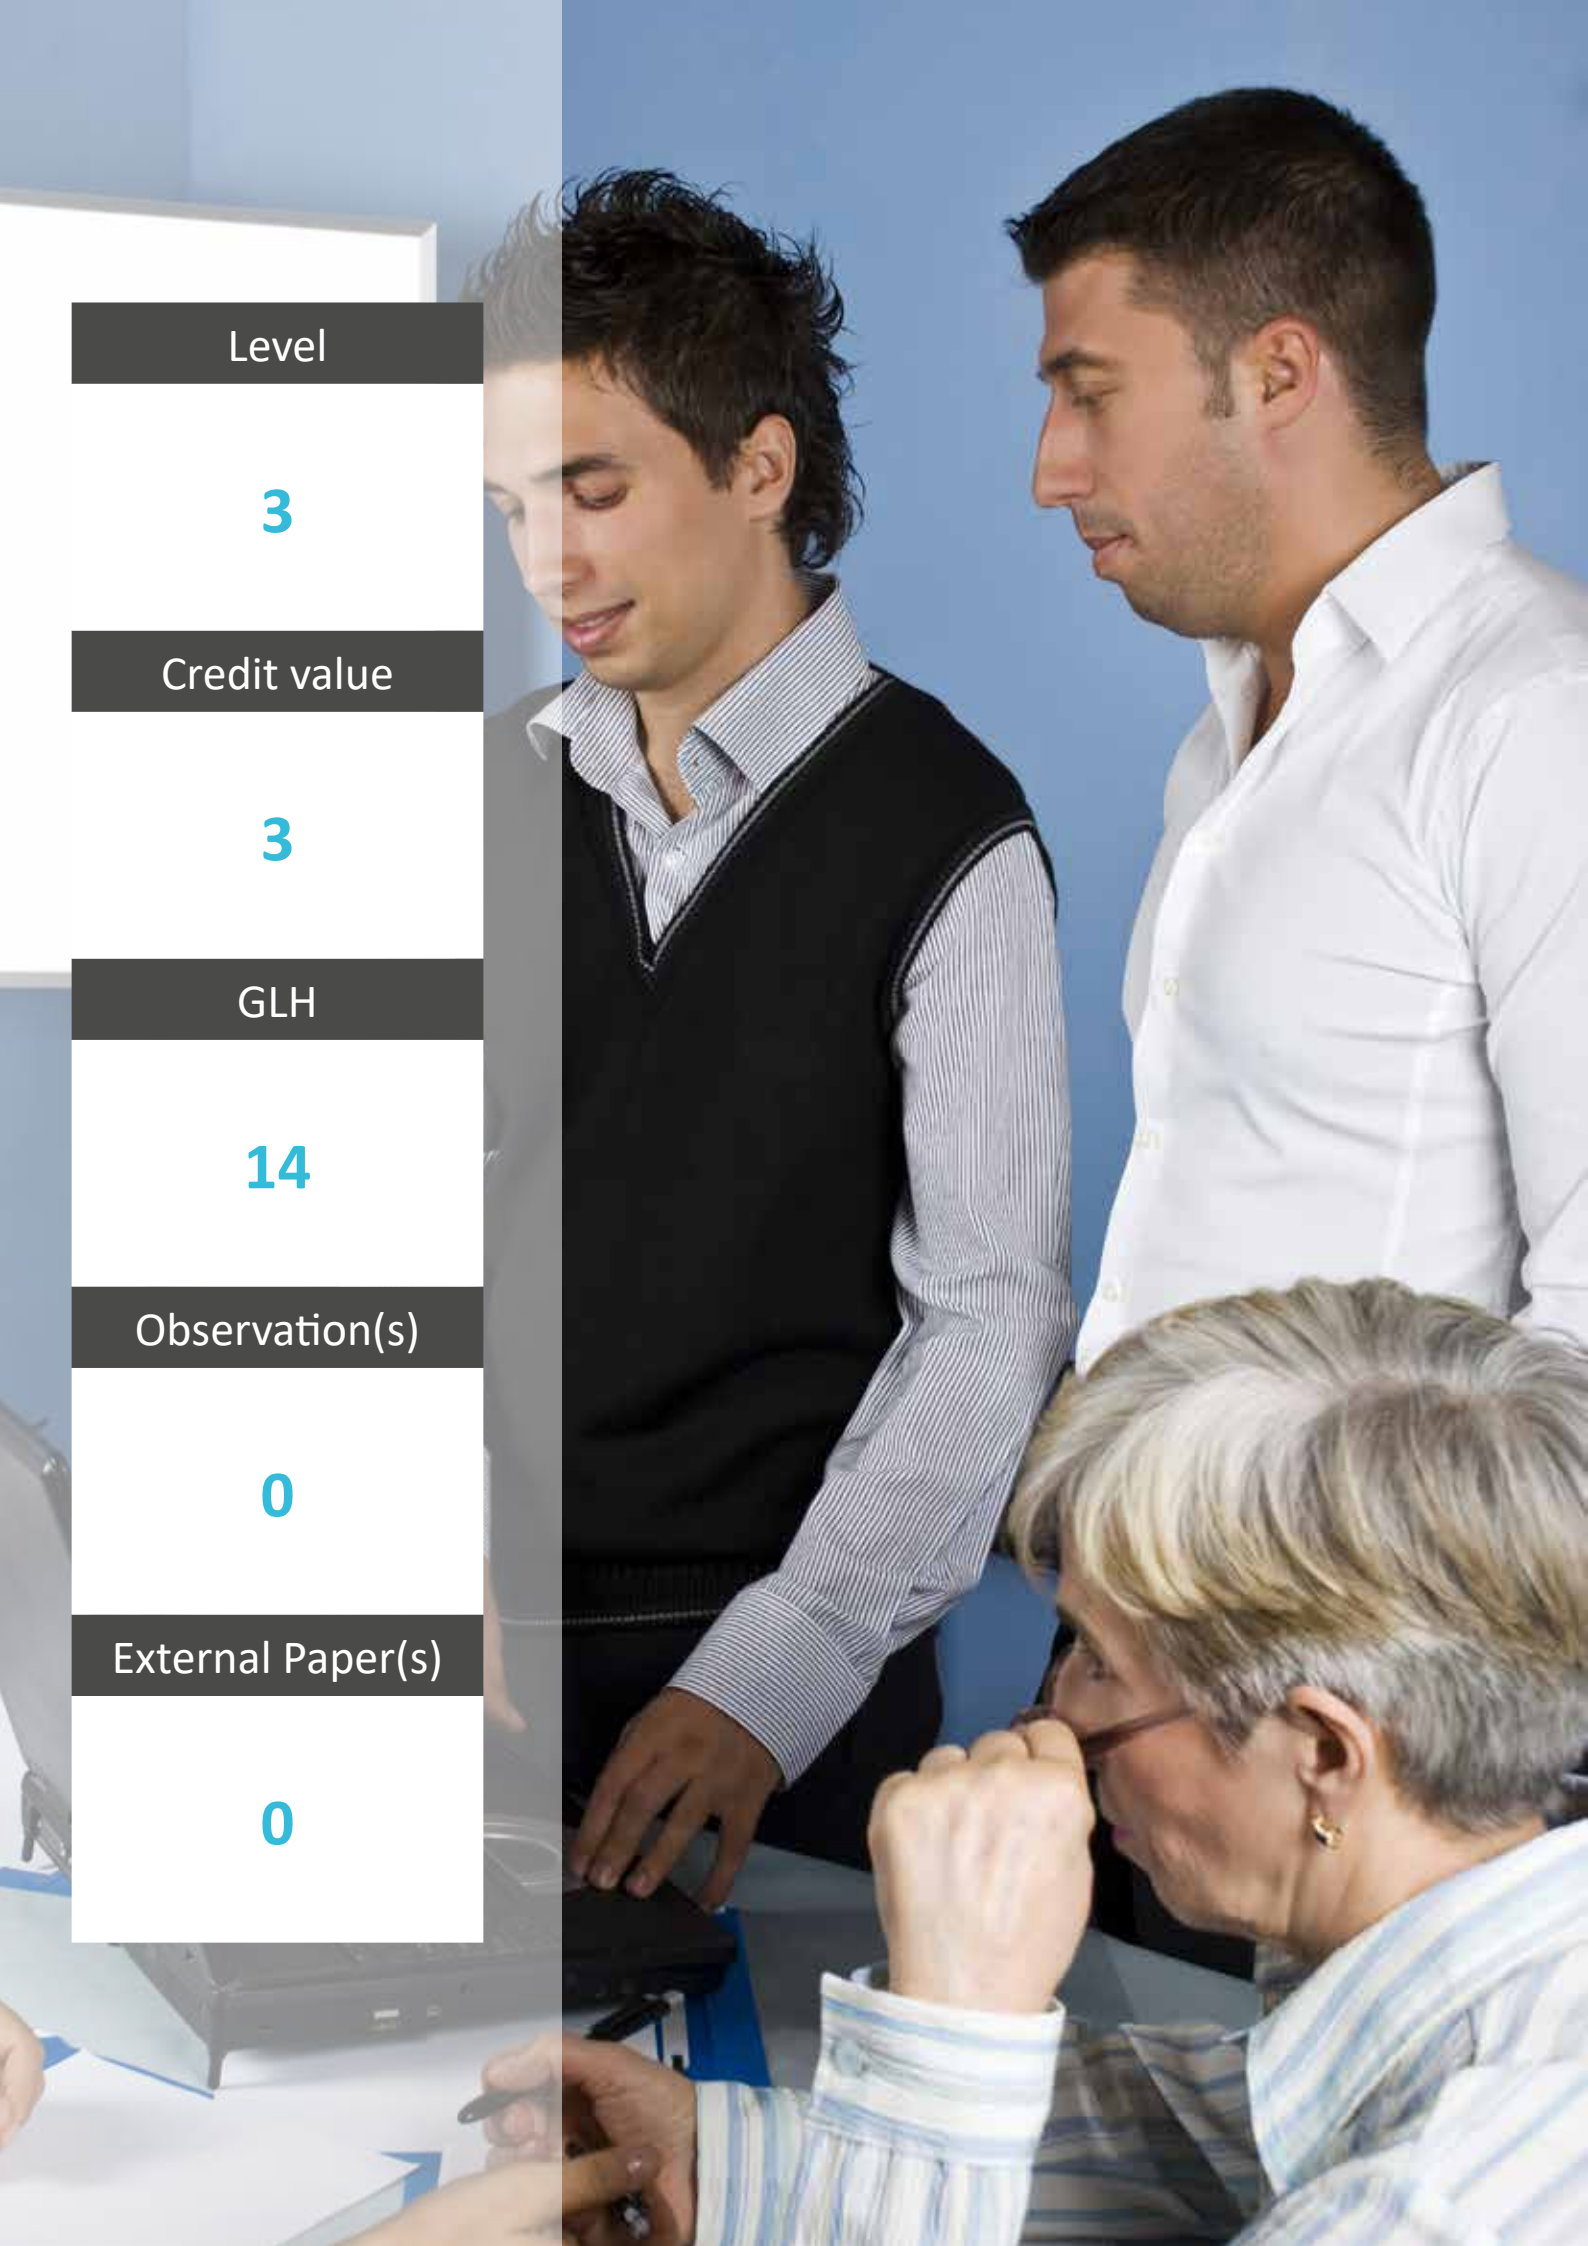 Level
3
Credit value
3
GLH
14
Observation(s)
0
External Paper(s)
0